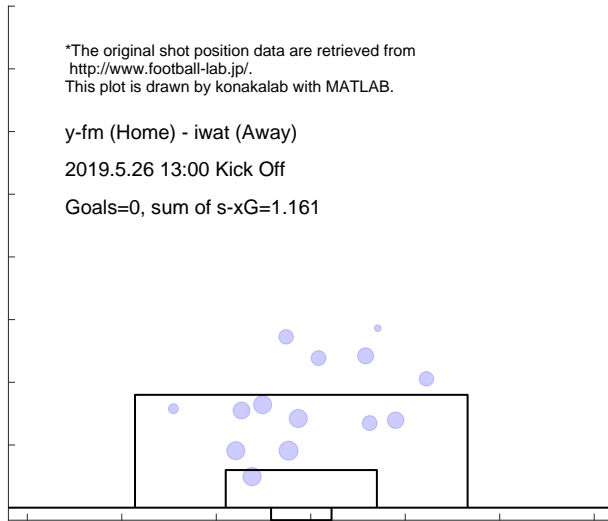 *The original shot position data are retrieved from
http://www.football-lab.jp/.
This plot is drawn by konakalab with MATLAB.
y-fm (Home) - iwat (Away)
2019.5.26 13:00 Kick Off
Goals=0, sum of s-xG=1.161